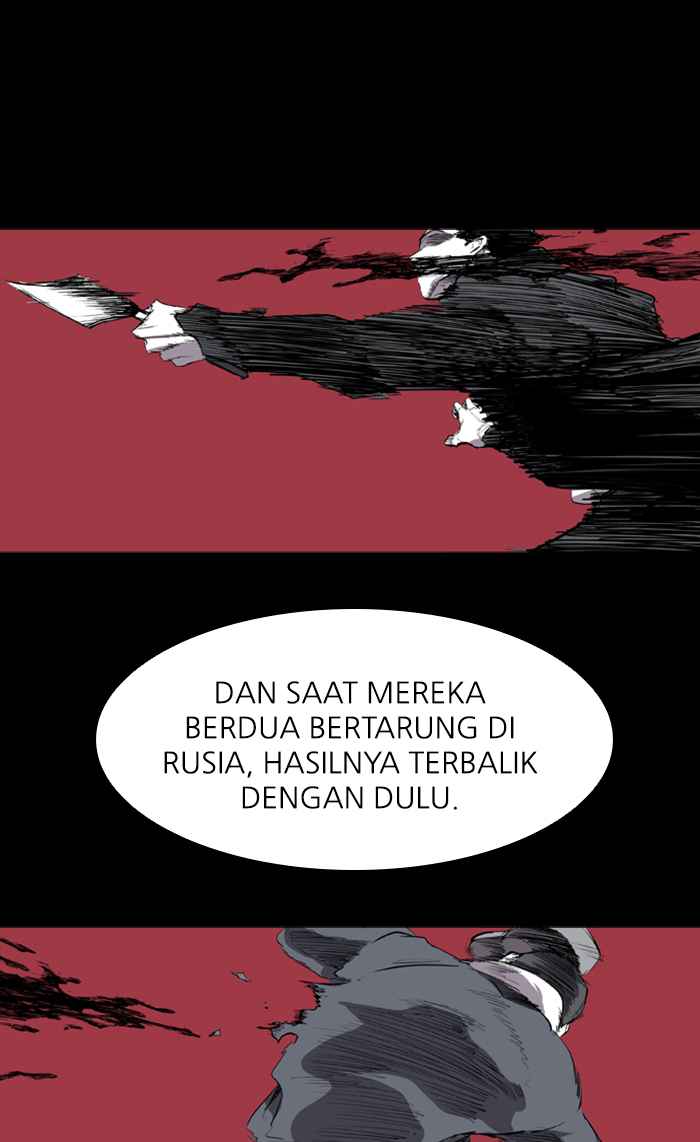 DAN SAAT MEREKA
BERDUA BERTARUNG DI
RUSIA, HASILNYA TERBALIK
DENGAN DULU.